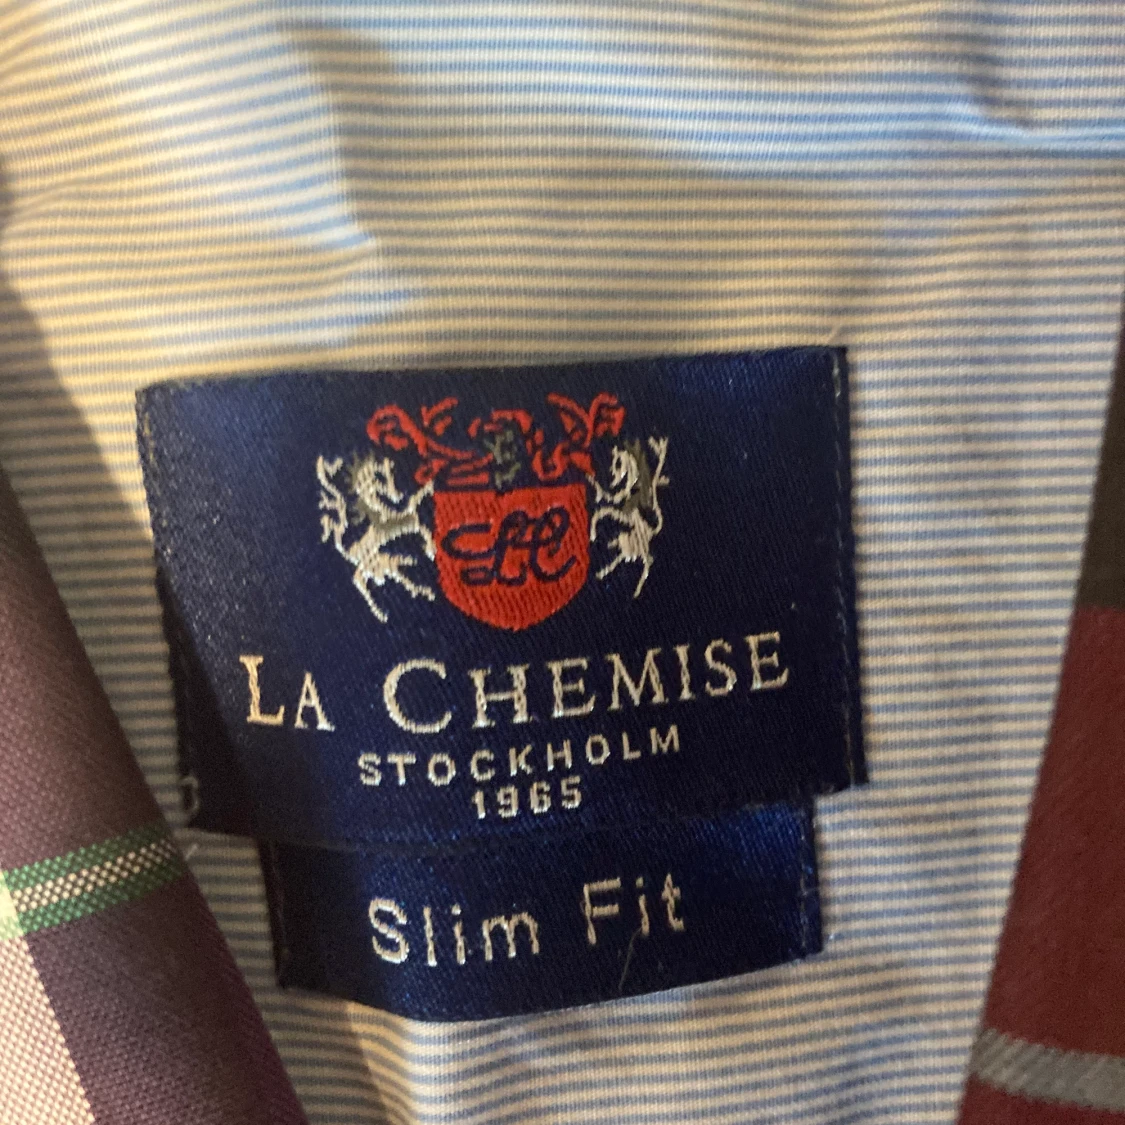 LA CHEMISE
STOCKHOLM
1965
Slim Fit